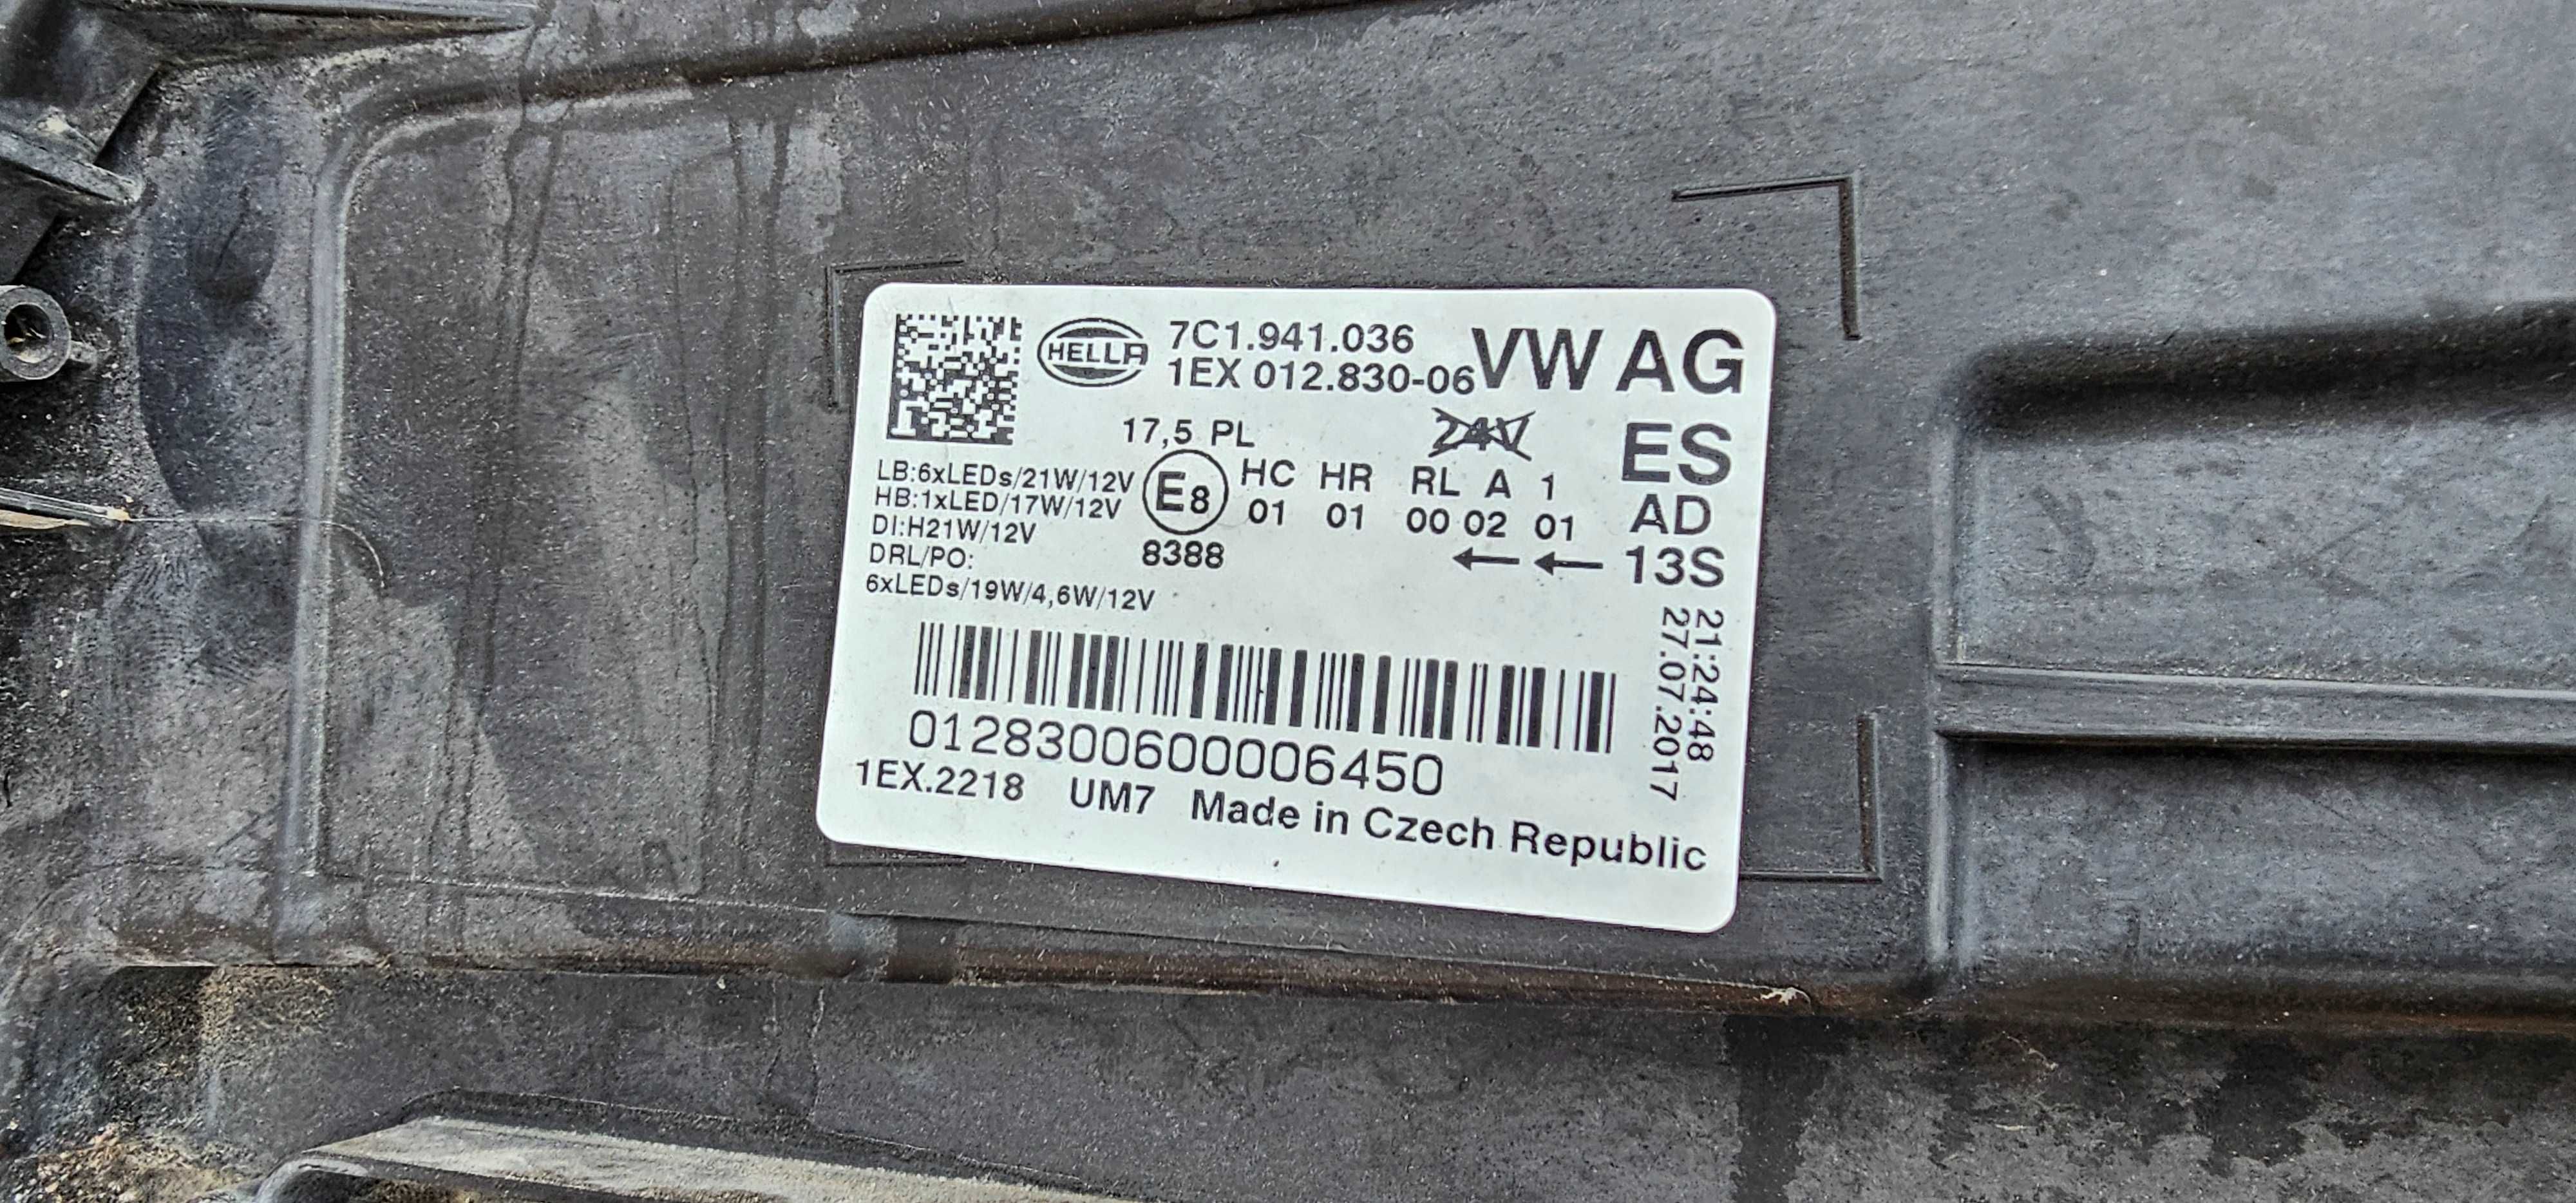 HELLA
7C1.941.036
1EX 012.830-06
VW AG
17,5 PL
24V
ES
LB:6xLEDs/21W/12V
HB:1xLED/17W/12V
DI:H21W/12V
DRL/PO:
6xLEDs/19W/4,6W/12V
E8
8388
HC HR RL A 1
01 01 00 02 01
← ←
AD
13S
21:24:48
27.07.2017
0128300600006450
1EX.2218 UM7 Made in Czech Republic